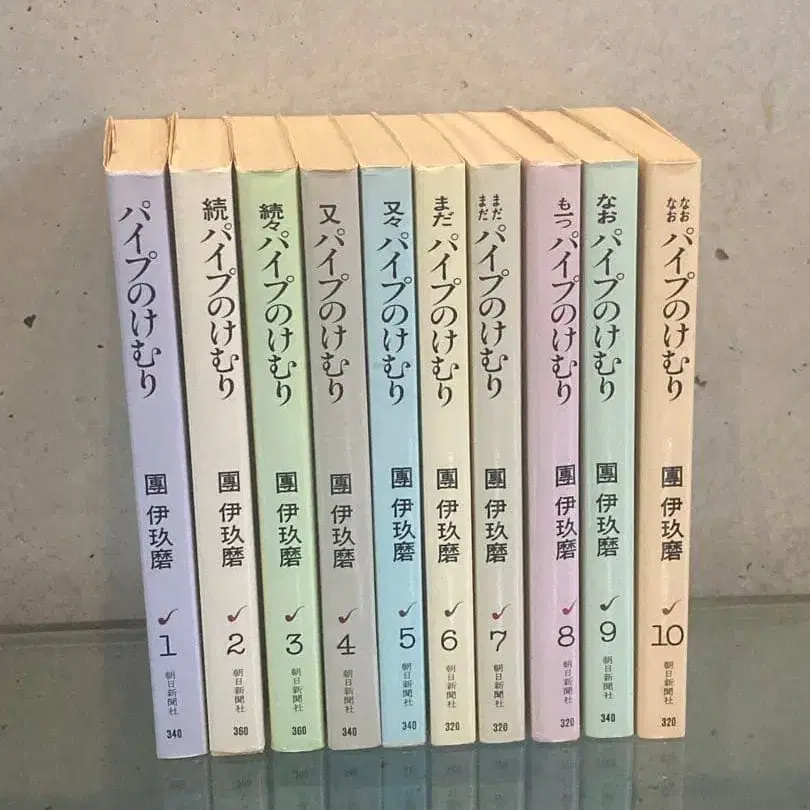 パイプのけむり
團 伊玖磨
1
朝日新聞社
340
続 パイプのけむり
團 伊玖磨
2
朝日新聞社
360
続々 パイプのけむり
團 伊玖磨
3
朝日新聞社
360
又 パイプのけむり
團 伊玖磨
4
朝日新聞社
340
又々 パイプのけむり
團 伊玖磨
5
朝日新聞社
340
まだ パイプのけむり
團 伊玖磨
6
朝日新聞社
320
まだまだ パイプのけむり
團 伊玖磨
7
朝日新聞社
320
も一つ パイプのけむり
團 伊玖磨
8
朝日新聞社
320
なお パイプのけむり
團 伊玖磨
9
朝日新聞社
340
なおなお パイプのけむり
團 伊玖磨
10
朝日新聞社
320